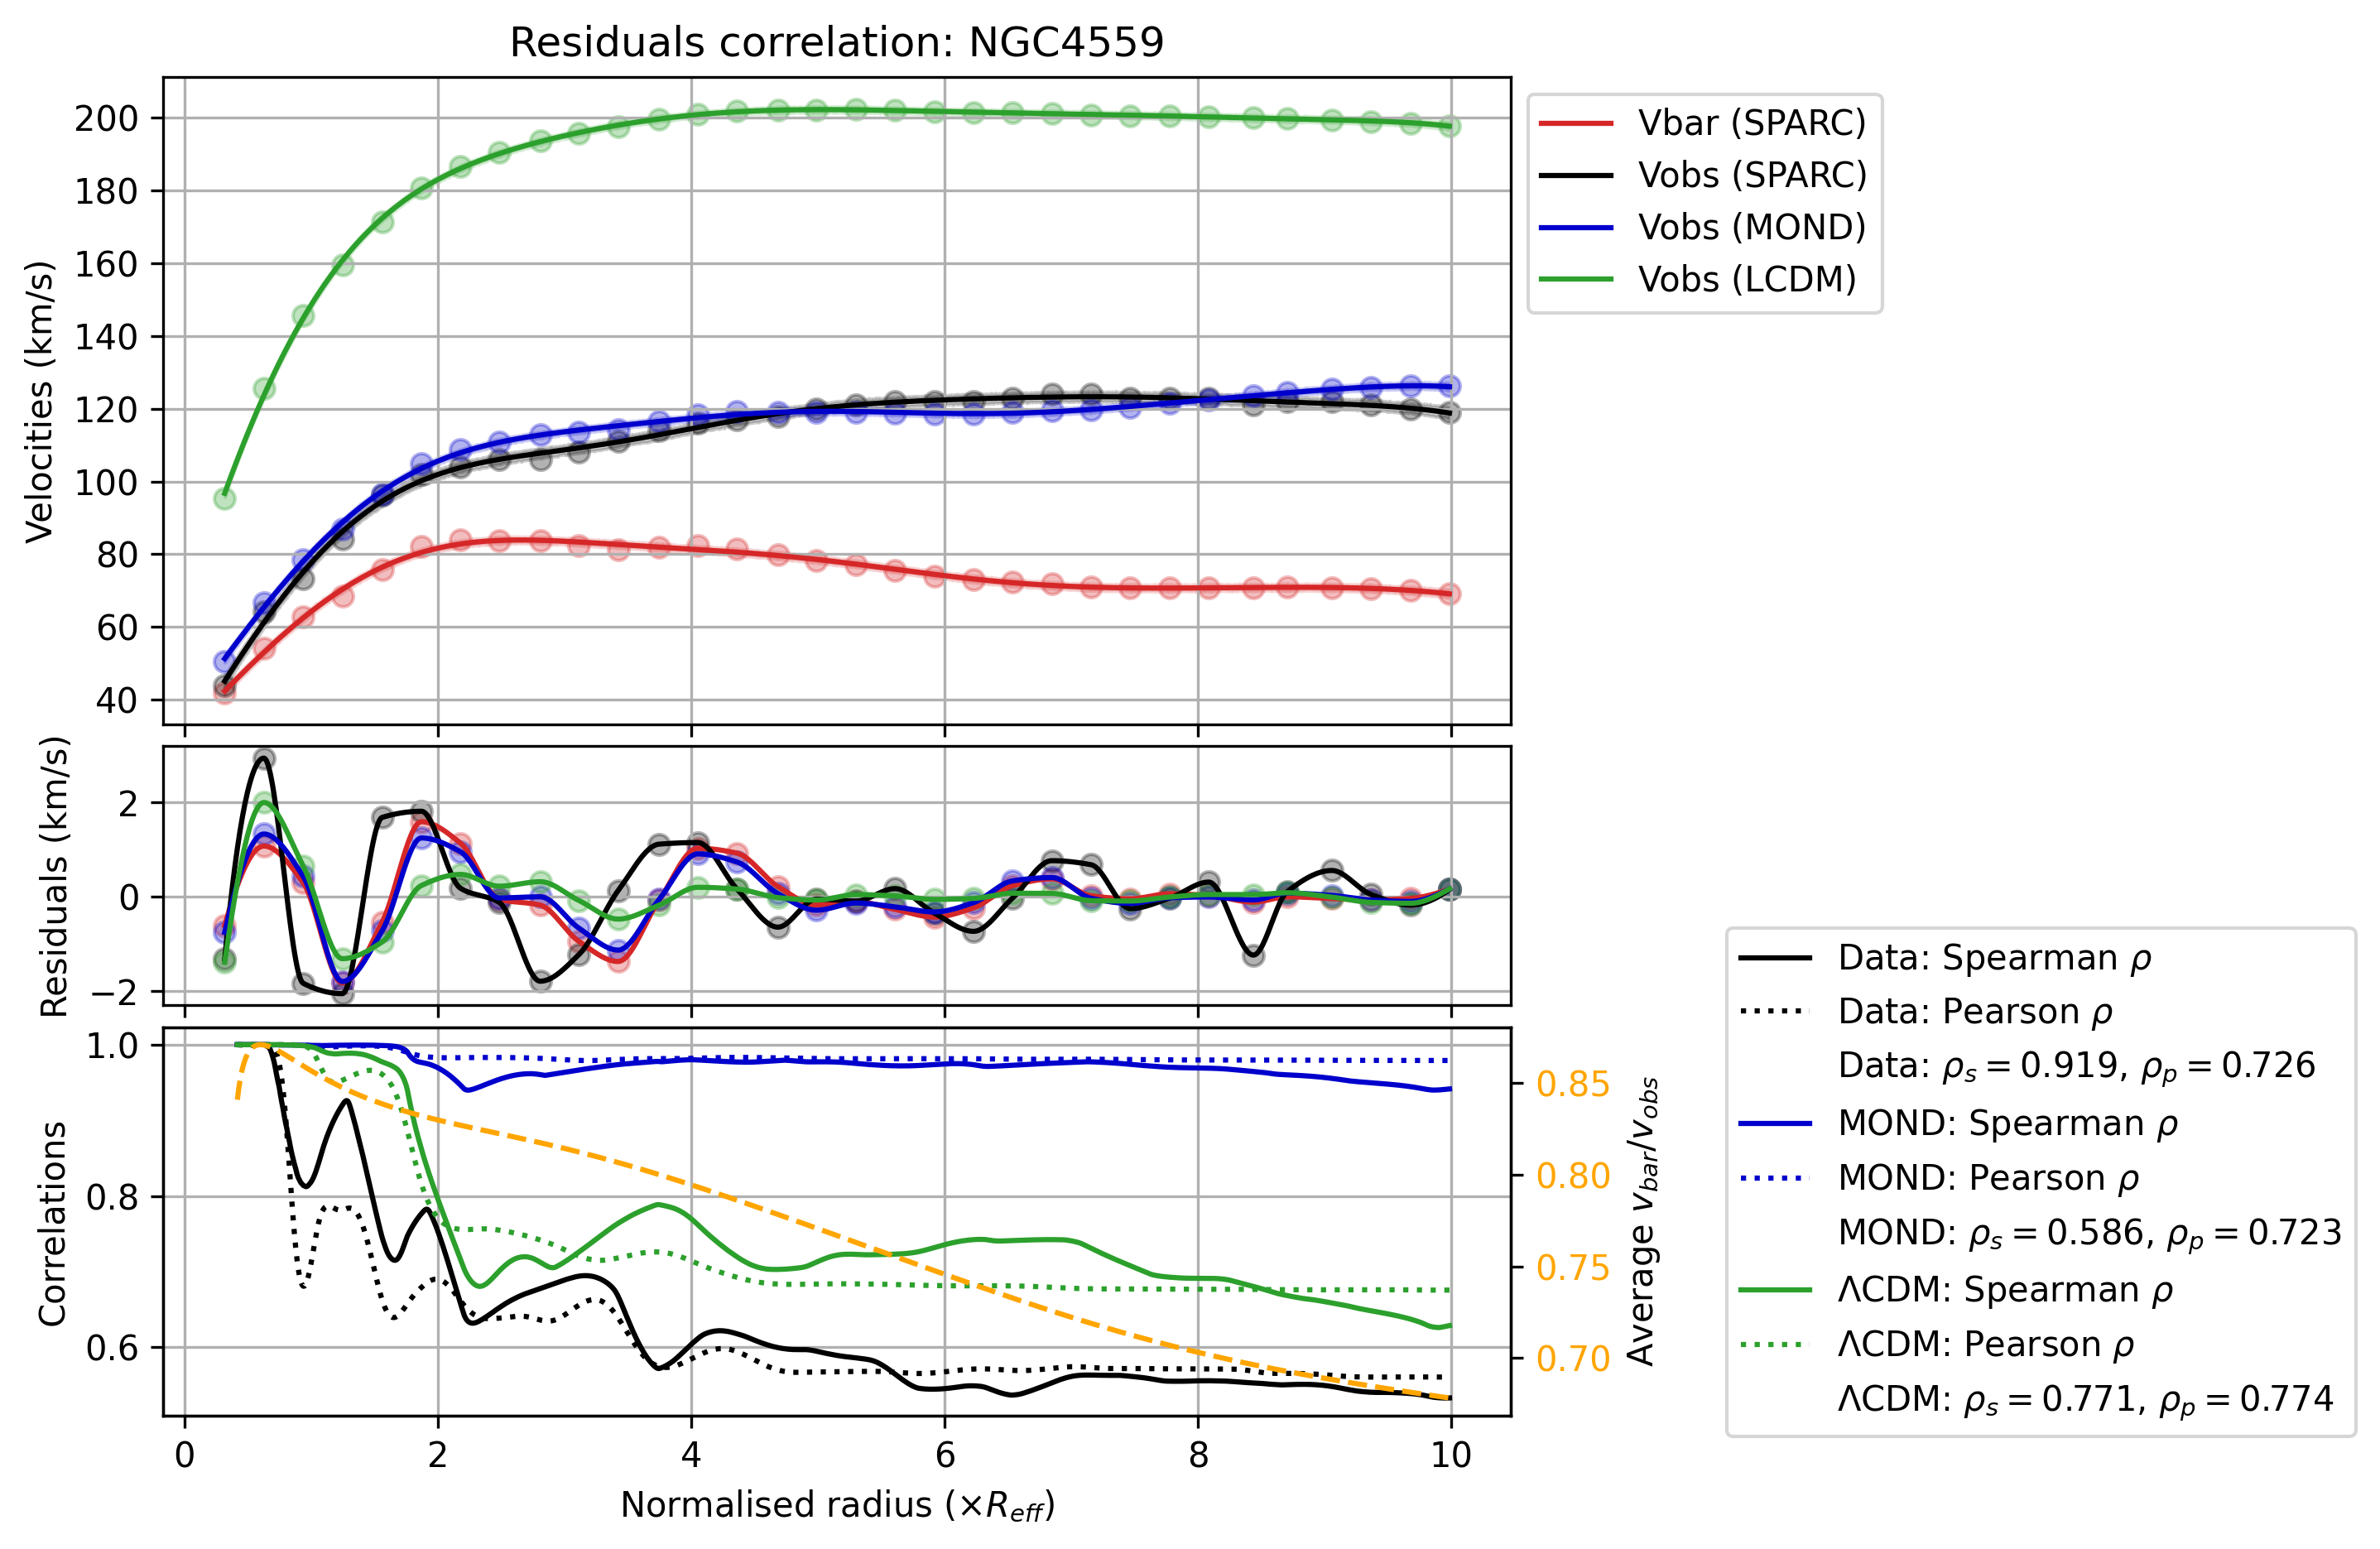 Residuals correlation: NGC4559
Velocities (km/s)
200
180
160
140
120
100
80
60
40
Vbar (SPARC)
Vobs (SPARC)
Vobs (MOND)
Vobs (LCDM)
Residuals (km/s)
2
0
−2
Correlations
1.0
0.8
0.6
0.85
0.80
0.75
0.70
Average v_bar/v_obs
0 2 4 6 8 10
Normalised radius (×R_eff)
Data: Spearman ρ
Data: Pearson ρ
Data: ρ_s = 0.919, ρ_p = 0.726
MOND: Spearman ρ
MOND: Pearson ρ
MOND: ρ_s = 0.586, ρ_p = 0.723
ΛCDM: Spearman ρ
ΛCDM: Pearson ρ
ΛCDM: ρ_s = 0.771, ρ_p = 0.774